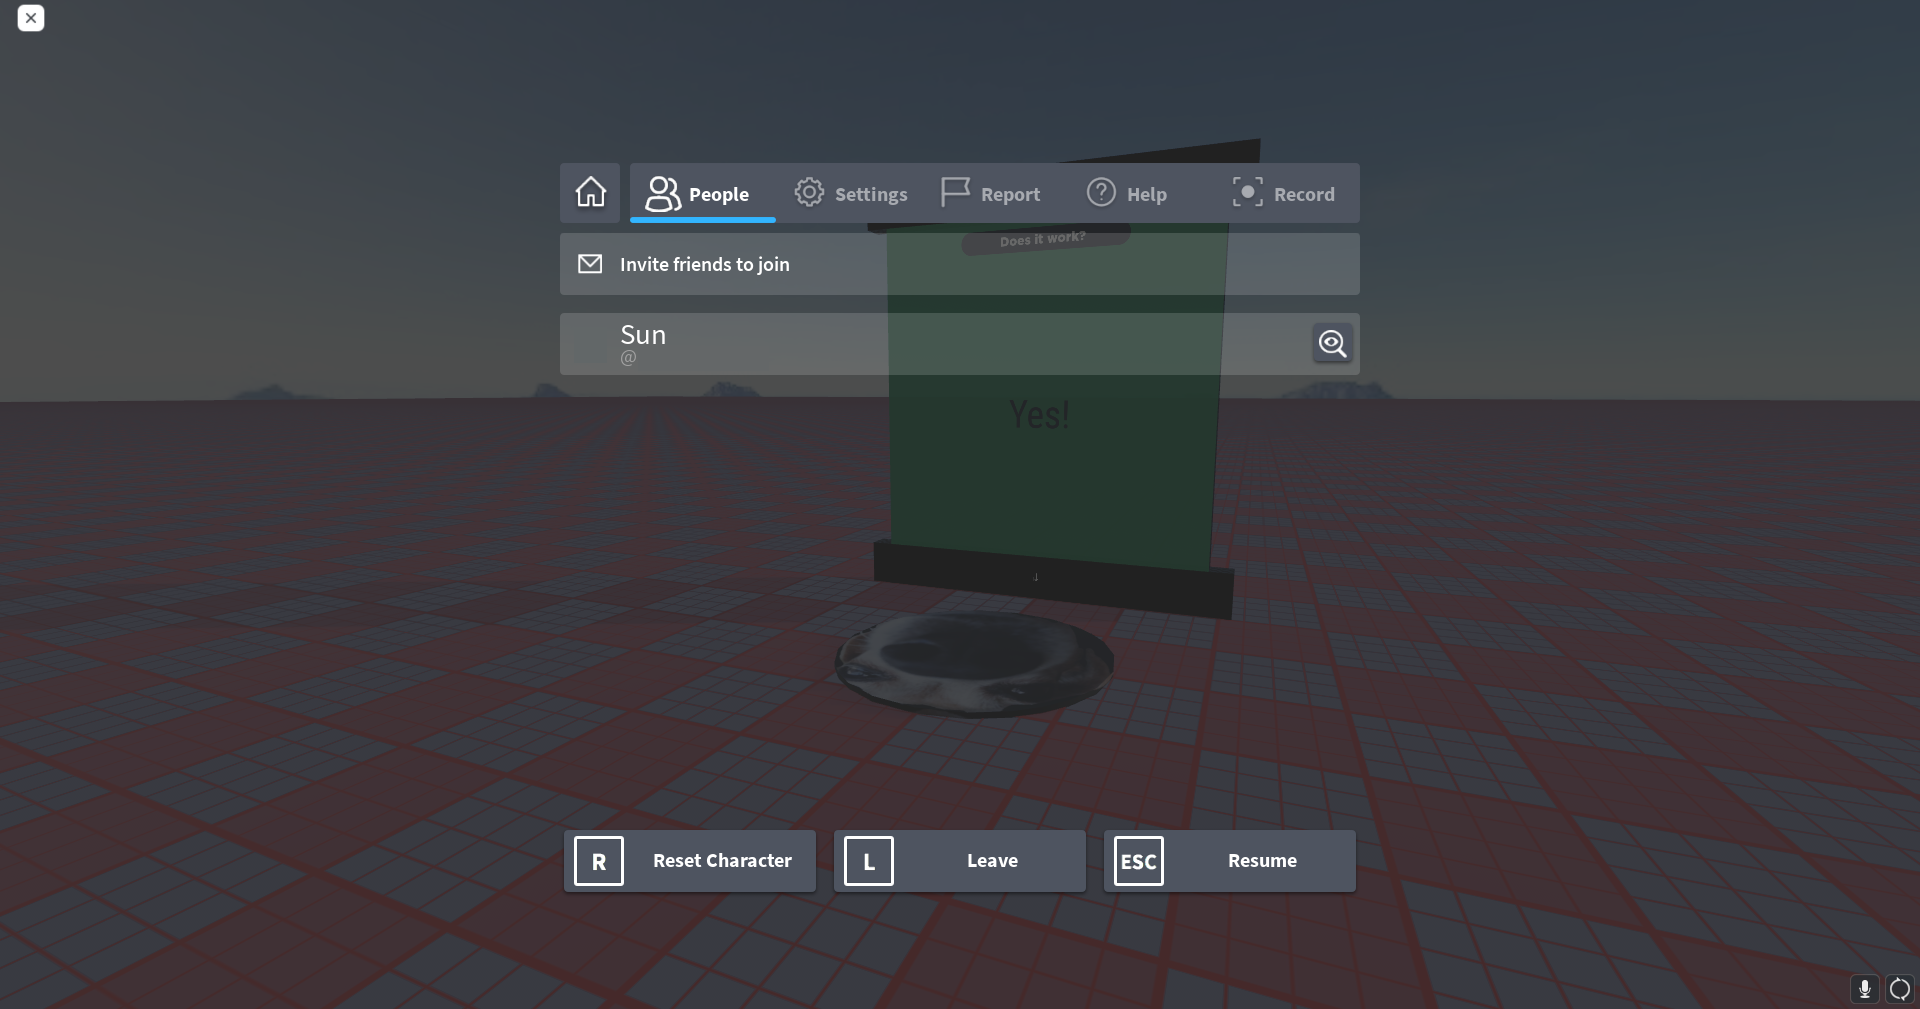 People
Settings
Report
Help
Record
Does it work?
Invite friends to join
Sun
@
Yes!
R
Reset Character
L
Leave
ESC
Resume